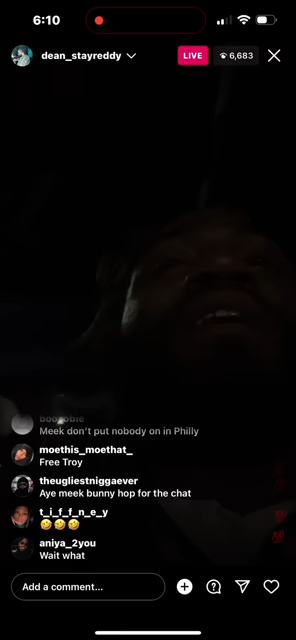 6:10
dean_stayreddy
LIVE
6,683
Meek don't put nobody on in Philly
moethis_moethat_
Free Troy
theugliestniggaever
Aye meek bunny hop for the chat
t_i_f_f_n_e_y
🤣🤣🤣
aniya_2you
Wait what
Add a comment...